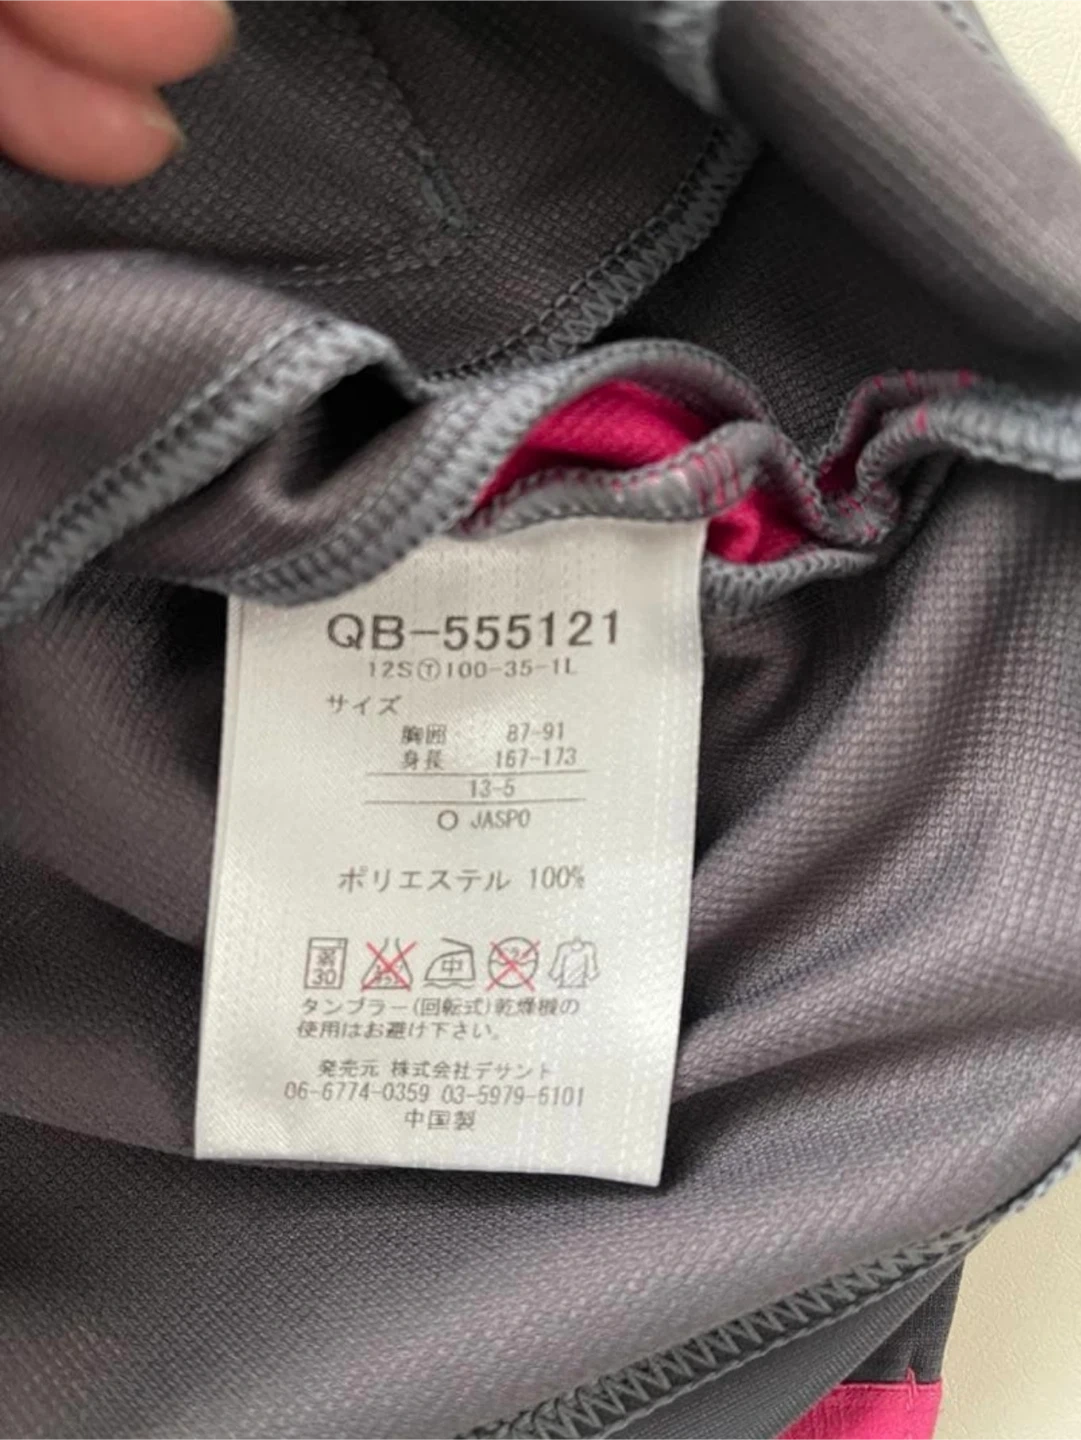 QB-555121
12SⓉ100-35-1L
サイズ
胸囲 87-91
身長 167-173
13-5
○ JASPO
ポリエステル 100%
弱 30
中
タンブラー(回転式)乾燥機の
使用はお避け下さい。
発売元 株式会社デサント
06-6774-0359 03-5979-6101
中国製